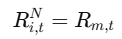 $R_{i,t}^{N} = R_{m,t}$